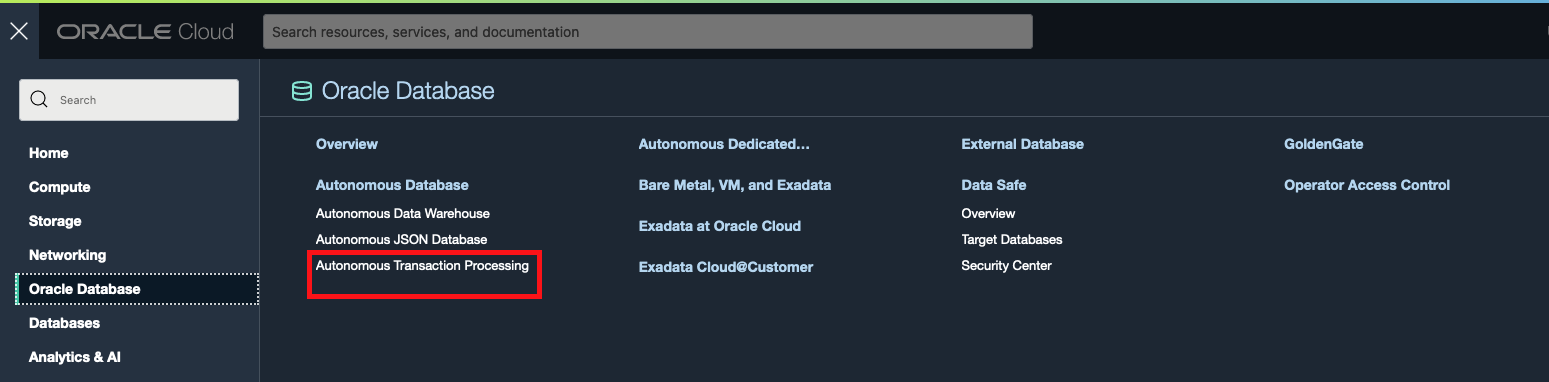 ORACLE Cloud
Search resources, services, and documentation
Search
Home
Compute
Storage
Networking
Oracle Database
Databases
Analytics & AI
Oracle Database
Overview
Autonomous Database
Autonomous Data Warehouse
Autonomous JSON Database
Autonomous Transaction Processing
Autonomous Dedicated...
Bare Metal, VM, and Exadata
Exadata at Oracle Cloud
Exadata Cloud@Customer
External Database
Data Safe
Overview
Target Databases
Security Center
GoldenGate
Operator Access Control